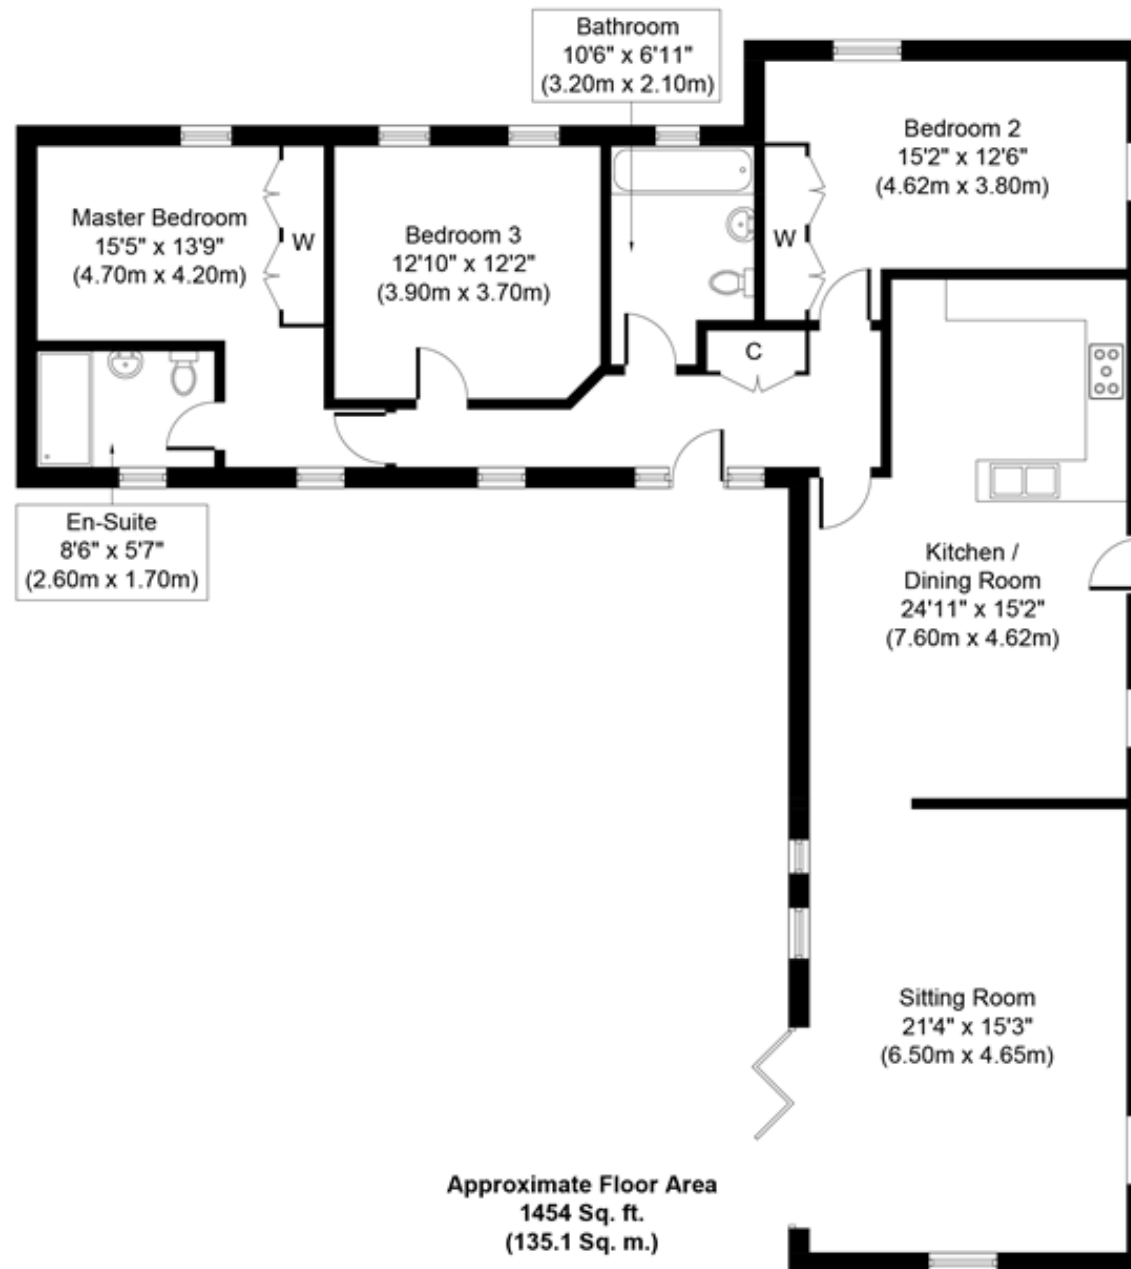 Bathroom
10'6" x 6'11"
(3.20m x 2.10m)
Bedroom 2
15'2" x 12'6"
(4.62m x 3.80m)
Master Bedroom
15'5" x 13'9"
(4.70m x 4.20m)
W
Bedroom 3
12'10" x 12'2"
(3.90m x 3.70m)
W
C
En-Suite
8'6" x 5'7"
(2.60m x 1.70m)
Kitchen /
Dining Room
24'11" x 15'2"
(7.60m x 4.62m)
Sitting Room
21'4" x 15'3"
(6.50m x 4.65m)
Approximate Floor Area
1454 Sq. ft.
(135.1 Sq. m.)